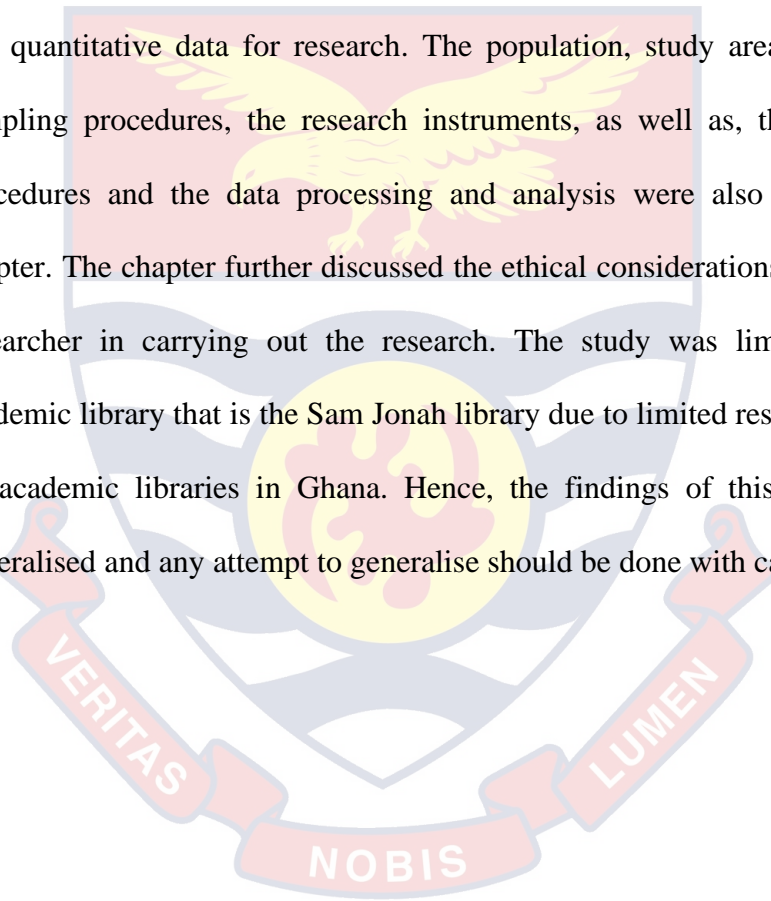 quantitative data for research. The population, study area
pling procedures, the research instruments, as well as, th
cedures and the data processing and analysis were also
pter. The chapter further discussed the ethical considerations
earcher in carrying out the research. The study was lim
demic library that is the Sam Jonah library due to limited res
academic libraries in Ghana. Hence, the findings of this
eralised and any attempt to generalise should be done with ca
VERITAS
NOBIS
LUMEN